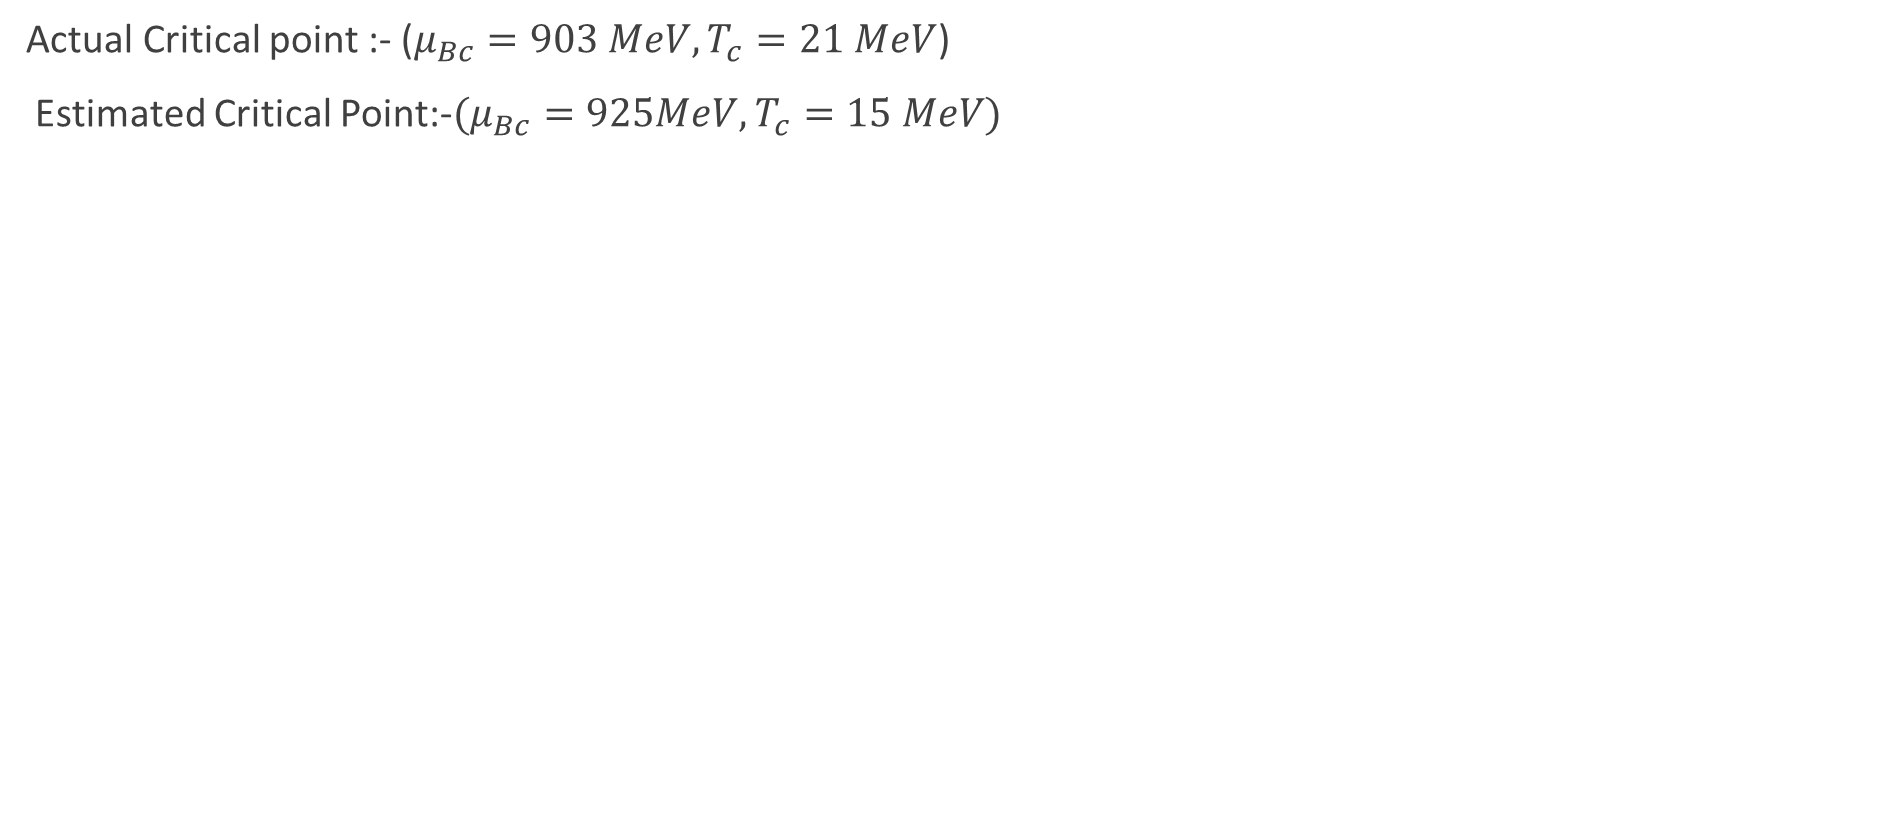 Actual Critical point :- (μ_Bc = 903 MeV, T_c = 21 MeV)
Estimated Critical Point:-(μ_Bc = 925MeV, T_c = 15 MeV)